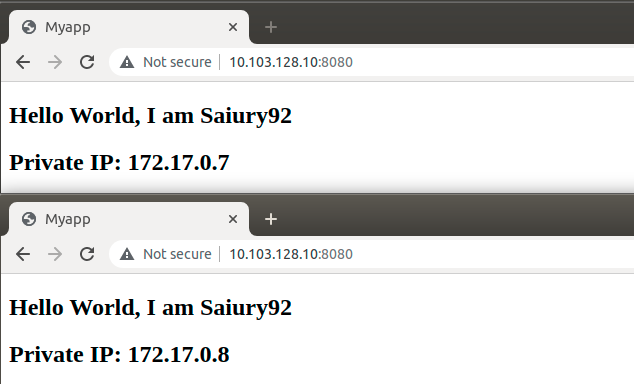 Myapp
Not secure 10.103.128.10:8080
Hello World, I am Saiury92
Private IP: 172.17.0.7
Myapp
Not secure 10.103.128.10:8080
Hello World, I am Saiury92
Private IP: 172.17.0.8